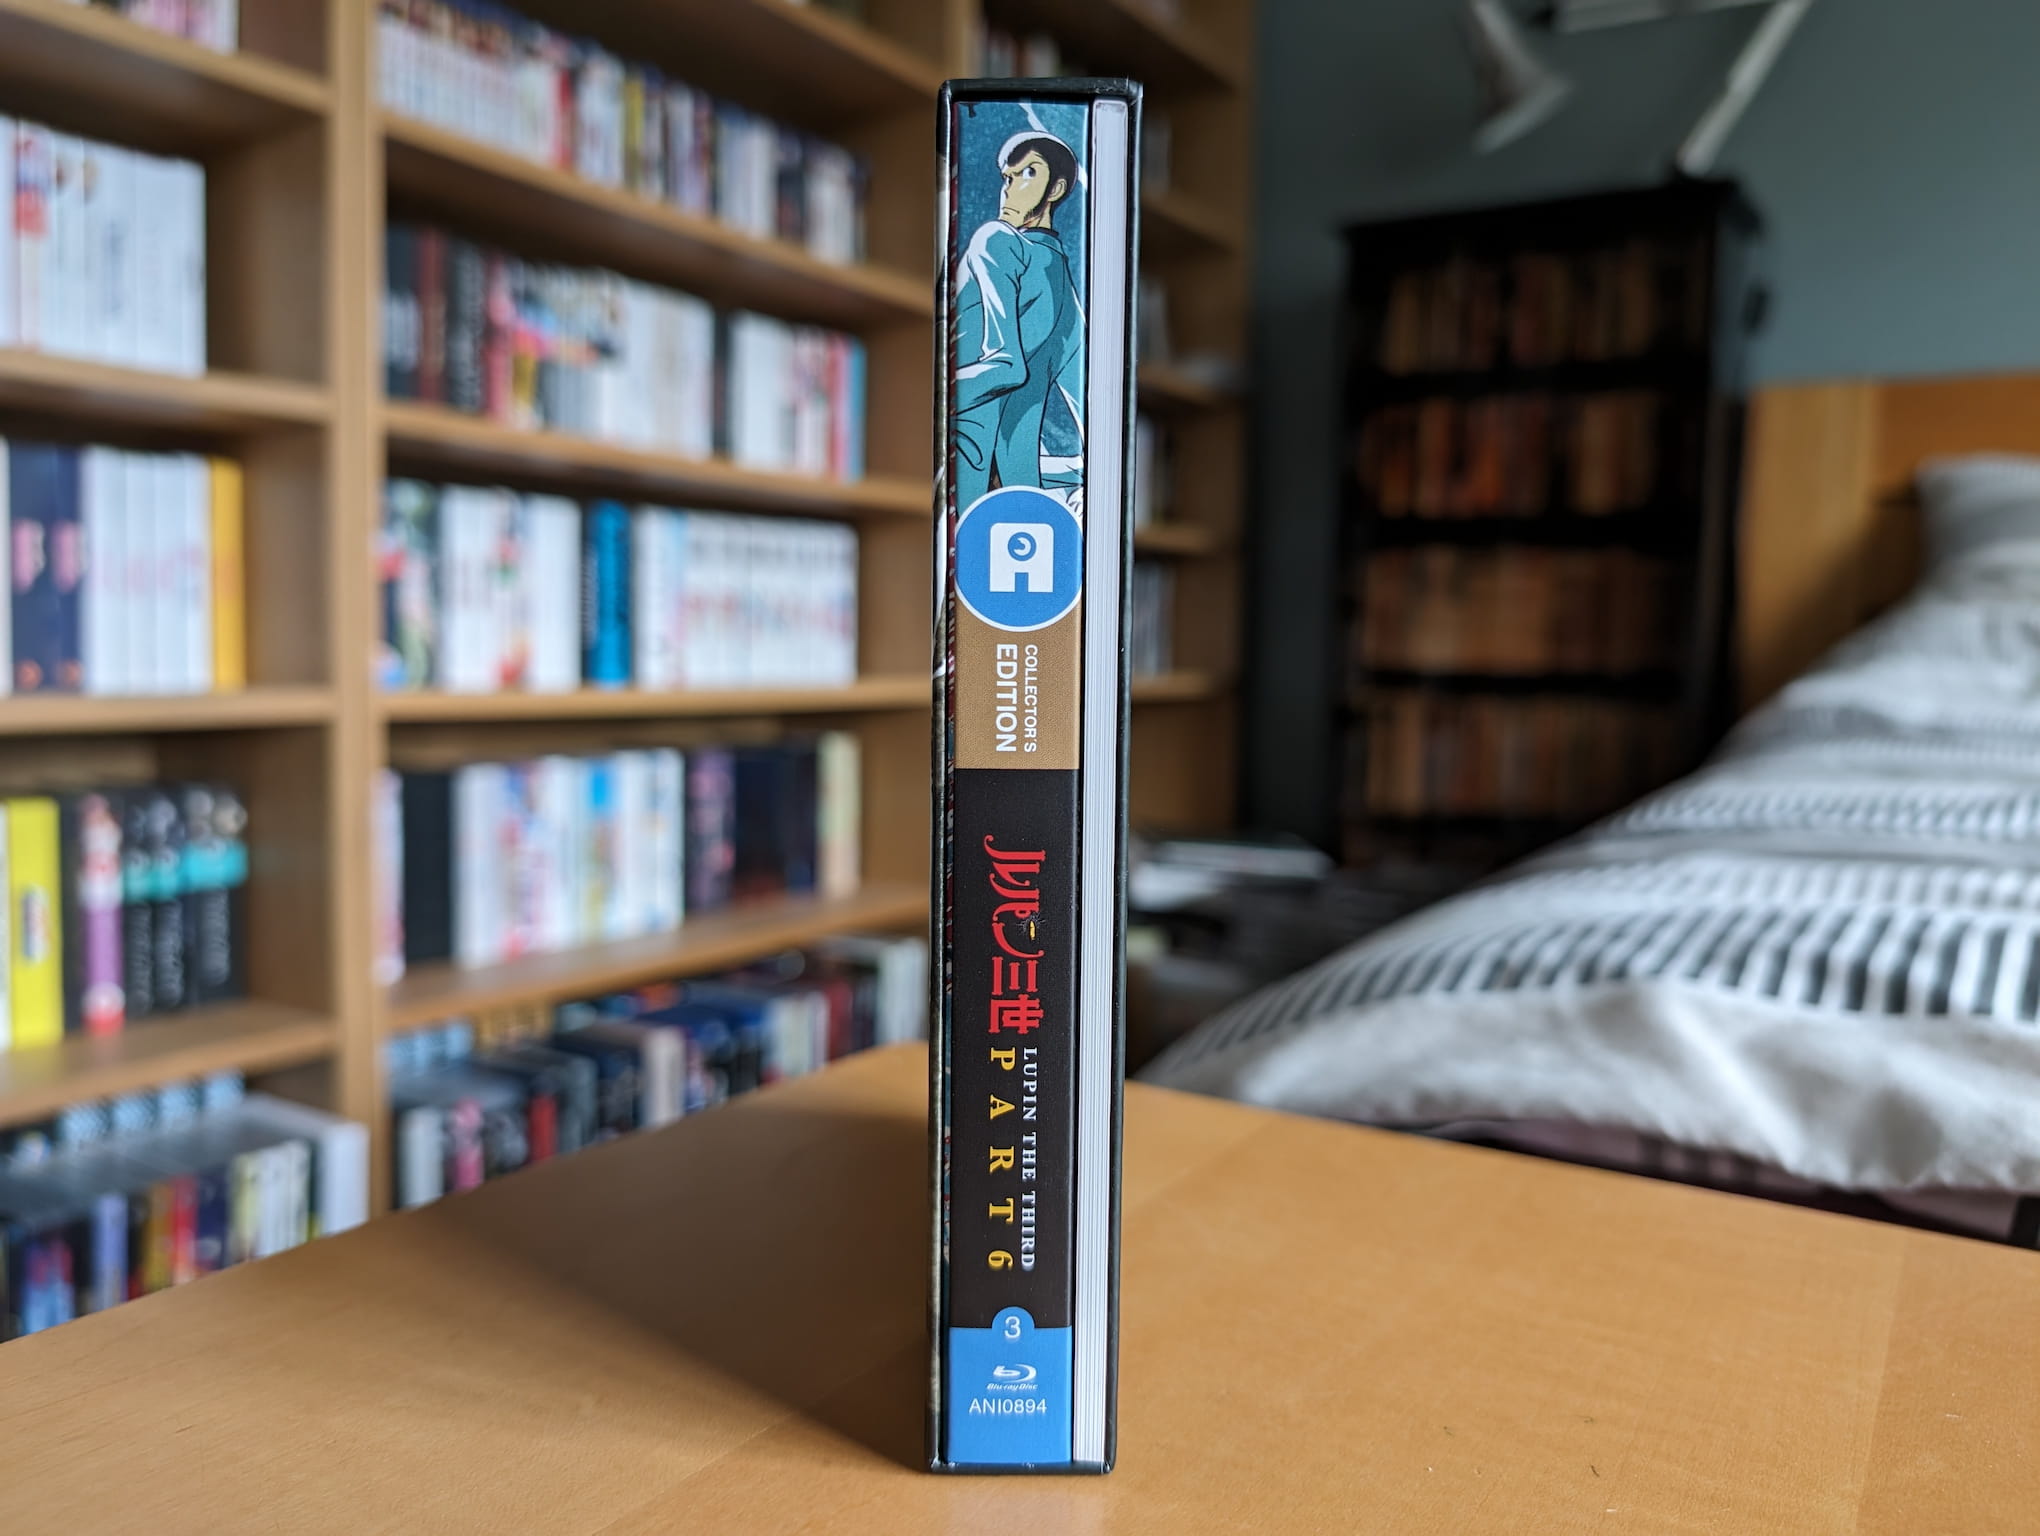 COLLECTOR'S
EDITION
ルパン三世
LUPIN THE THIRD
PART 6
3
Blu-ray Disc
ANI0894